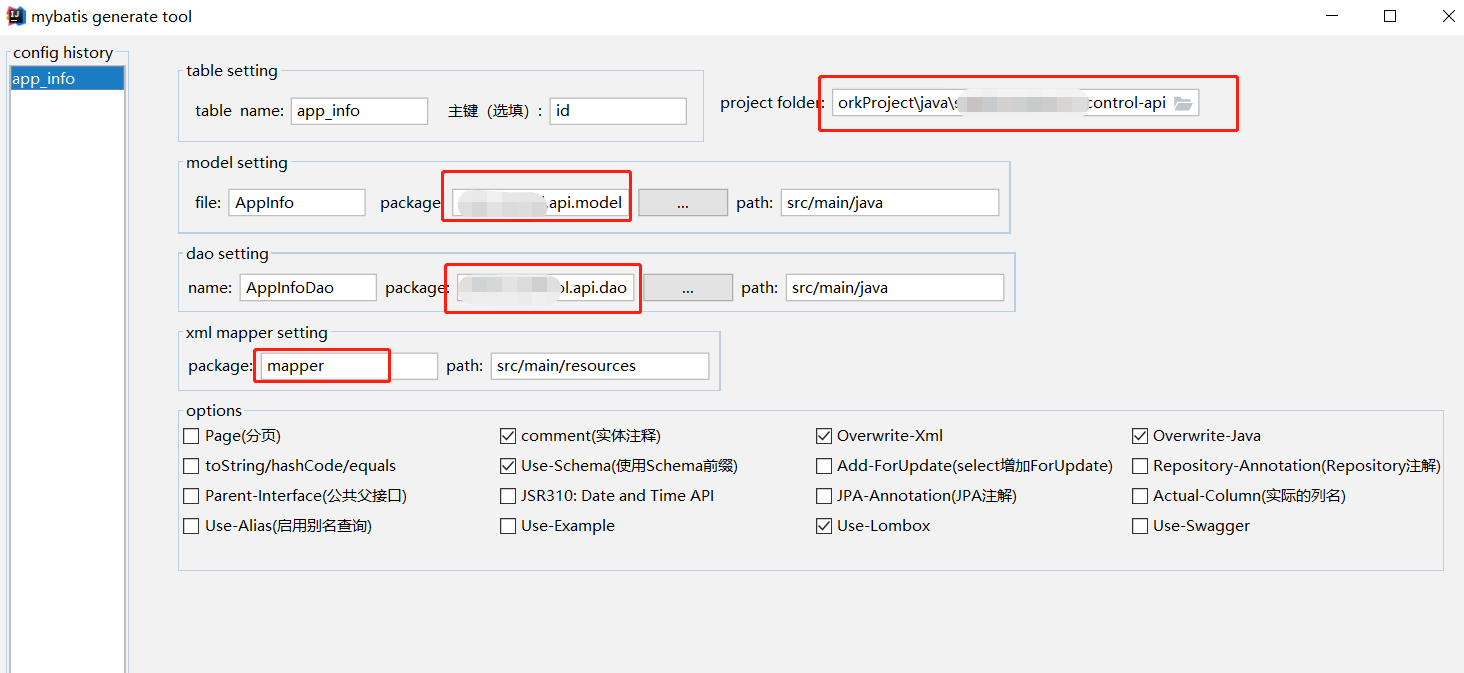 mybatis generate tool
config history
app_info
table setting
table name: app_info 主键（选填）: id
project folder: orkProject\java\s control-api
model setting
file: AppInfo package .api.model ... path: src/main/java
dao setting
name: AppInfoDao package: ol.api.dao ... path: src/main/java
xml mapper setting
package: mapper path: src/main/resources
options
Page(分页) comment(实体注释) Overwrite-Xml Overwrite-Java
toString/hashCode/equals Use-Schema(使用Schema前缀) Add-ForUpdate(select增加ForUpdate) Repository-Annotation(Repository注解)
Parent-Interface(公共父接口) JSR310: Date and Time API JPA-Annotation(JPA注解) Actual-Column(实际的列名)
Use-Alias(启用别名查询) Use-Example Use-Lombox Use-Swagger